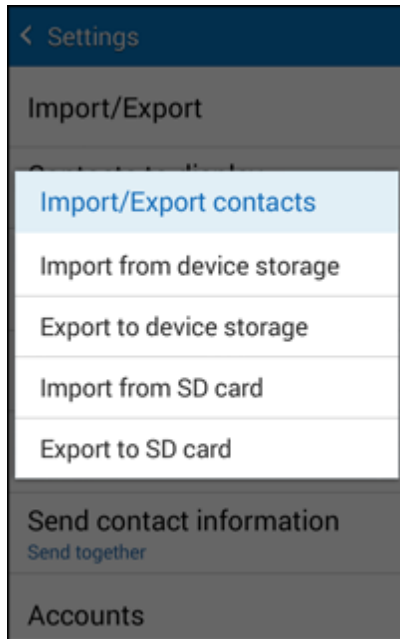 Settings
Import/Export
Import/Export contacts
Import from device storage
Export to device storage
Import from SD card
Export to SD card
Send contact information
Send together
Accounts